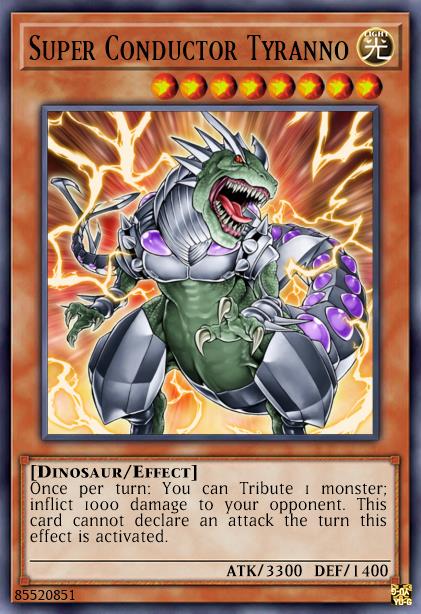 Super Conductor Tyranno
LIGHT
光
[Dinosaur/Effect]
Once per turn: You can Tribute 1 monster;
inflict 1000 damage to your opponent. This
card cannot declare an attack the turn this
effect is activated.
ATK/3300 DEF/1400
85520851